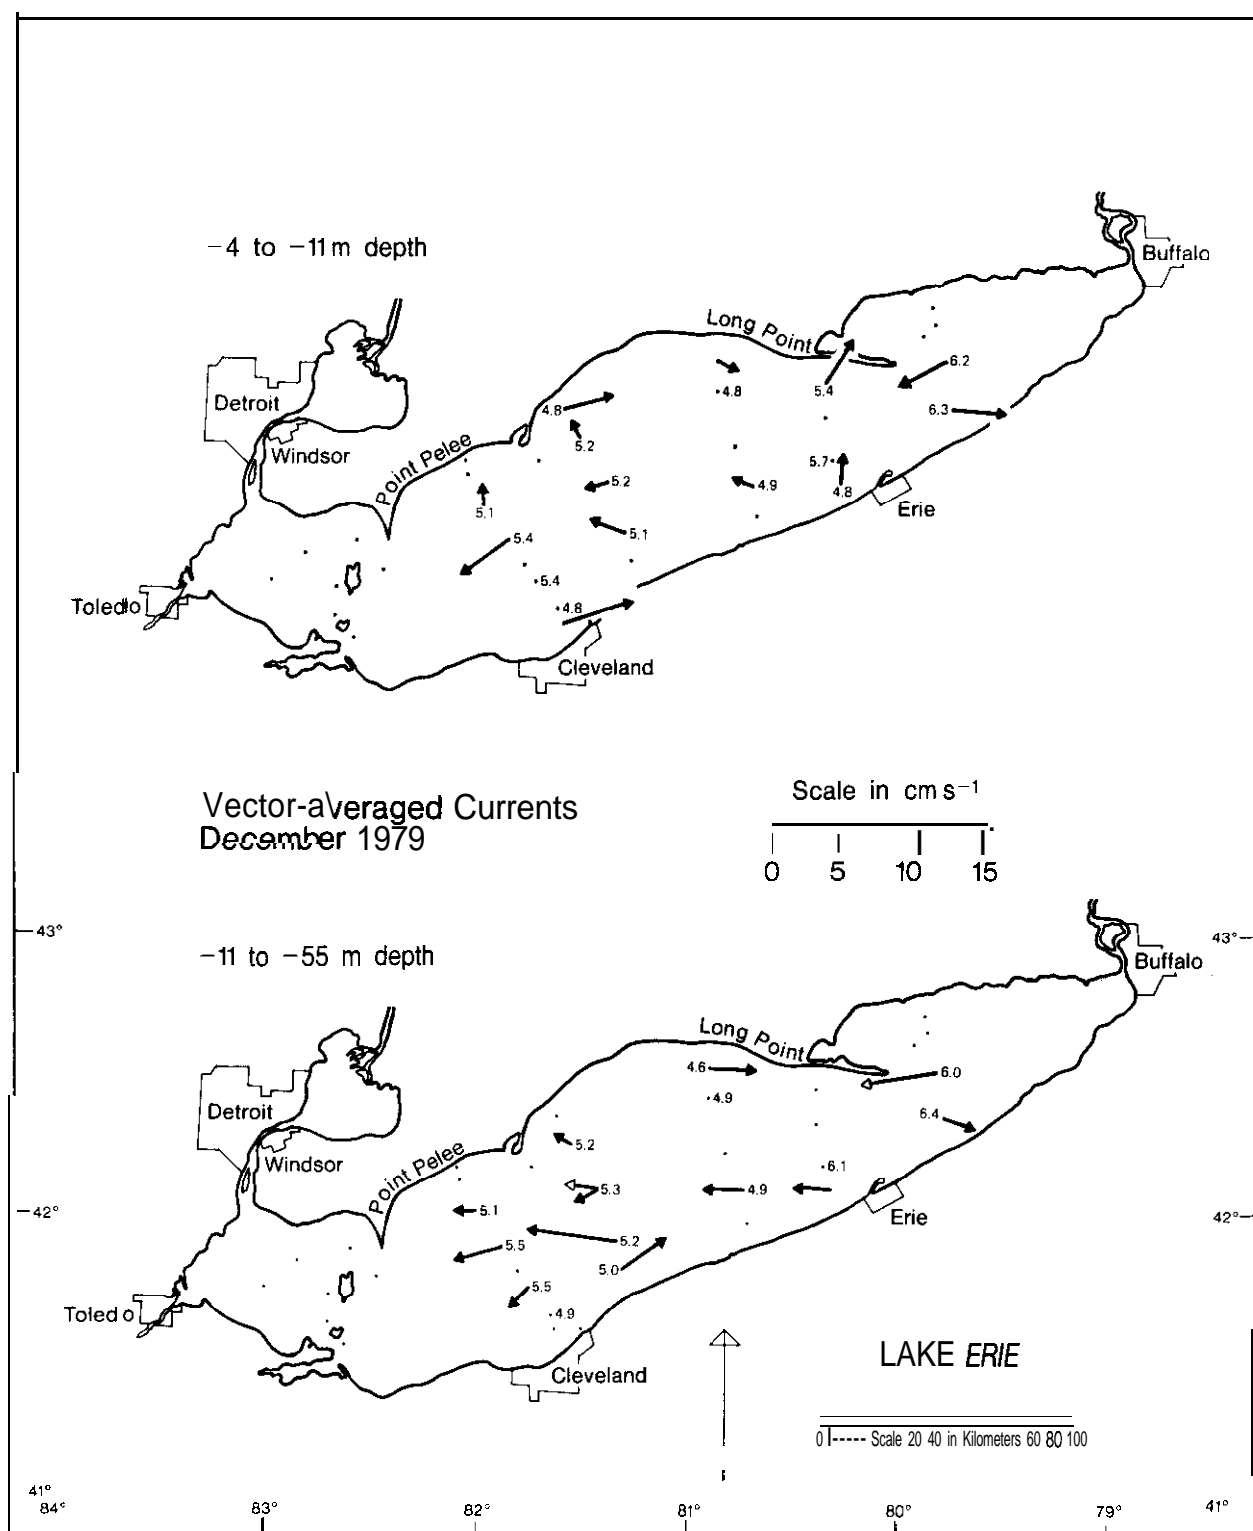 −4 to −11m depth
Buffalo
Long Point
6.2
5.4
6.3
Detroit
4.8
4.8
5.2
Windsor
Point Pelee
5.7
5.2
4.9
4.8
Erie
5.1
5.4
5.1
5.4
Toledo
4.8
Cleveland
Vector-averaged Currents
December 1979
Scale in cm s⁻¹
0 5 10 15
43°
43°
−11 to −55 m depth
Buffalo
Long Point
4.6
6.0
4.9
Detroit
6.4
5.2
Windsor
Point Pelee
6.1
5.3
4.9
5.1
Erie
42°
42°
5.2
5.5
5.0
5.5
Toledo
4.9
Cleveland
LAKE ERIE
0 Scale 20 40 in Kilometers 60 80 100
41°
84° 83° 82° 81° 80° 79° 41°